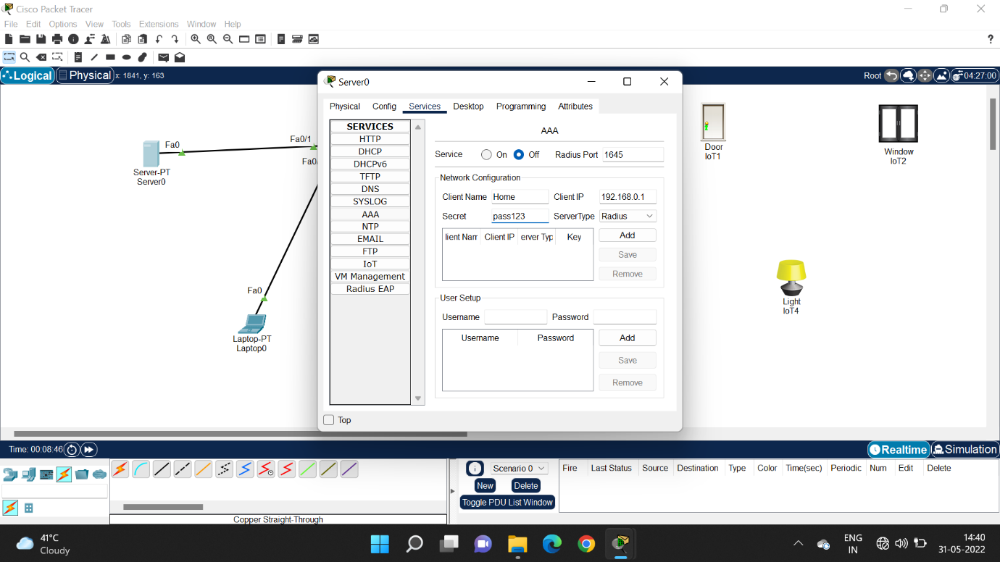 Cisco Packet Tracer
File Edit Options View Tools Extensions Window Help
Logical Physical x: 1841, y: 163
Root 04:27:00
Fa0
Server-PT
Server0
Fa0/1
Fa0/
Fa0
Laptop-PT
Laptop0
Server0
Physical Config Services Desktop Programming Attributes
SERVICES
HTTP
DHCP
DHCPv6
TFTP
DNS
SYSLOG
AAA
NTP
EMAIL
FTP
IoT
VM Management
Radius EAP
AAA
Service On Off Radius Port 1645
Network Configuration
Client Name Home Client IP 192.168.0.1
Secret pass123 ServerType Radius
lient Nam Client IP erver Typ Key
Add
Save
Remove
User Setup
Username Password
Username Password
Add
Save
Remove
Top
Door
IoT1
Window
IoT2
Light
IoT4
Time: 00:08:46
Realtime Simulation
Copper Straight-Through
Scenario 0
New Delete
Toggle PDU List Window
Fire Last Status Source Destination Type Color Time(sec) Periodic Num Edit Delete
41°C
Cloudy
ENG
IN
14:40
31-05-2022